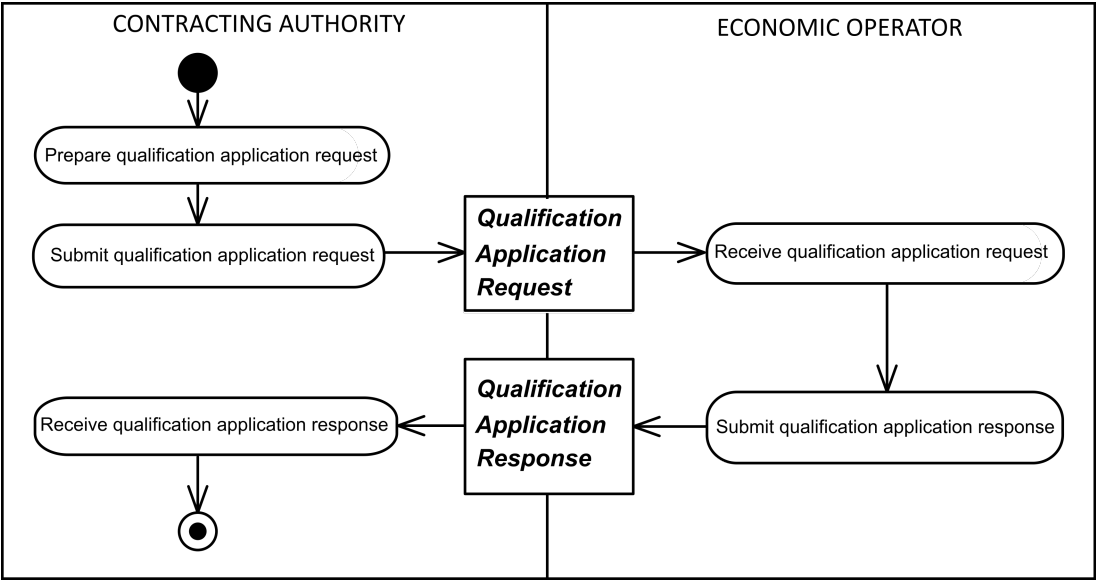 CONTRACTING AUTHORITY
ECONOMIC OPERATOR
Prepare qualification application request
Submit qualification application request
Qualification
Application
Request
Receive qualification application request
Receive qualification application response
Qualification
Application
Response
Submit qualification application response